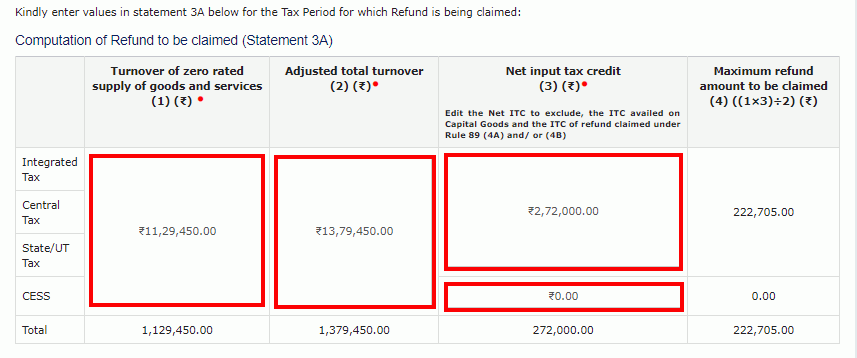 Kindly enter values in statement 3A below for the Tax Period for which Refund is being claimed:
Computation of Refund to be claimed (Statement 3A)
Turnover of zero rated
supply of goods and services
(1) (₹) •
Adjusted total turnover
(2) (₹)•
Net input tax credit
(3) (₹)•
Edit the Net ITC to exclude, the ITC availed on
Capital Goods and the ITC of refund claimed under
Rule 89 (4A) and/ or (4B)
Maximum refund
amount to be claimed
(4) ((1×3)÷2) (₹)
Integrated
Tax
Central
Tax
State/UT
Tax
₹11,29,450.00
₹13,79,450.00
₹2,72,000.00
222,705.00
CESS
₹0.00
0.00
Total
1,129,450.00
1,379,450.00
272,000.00
222,705.00